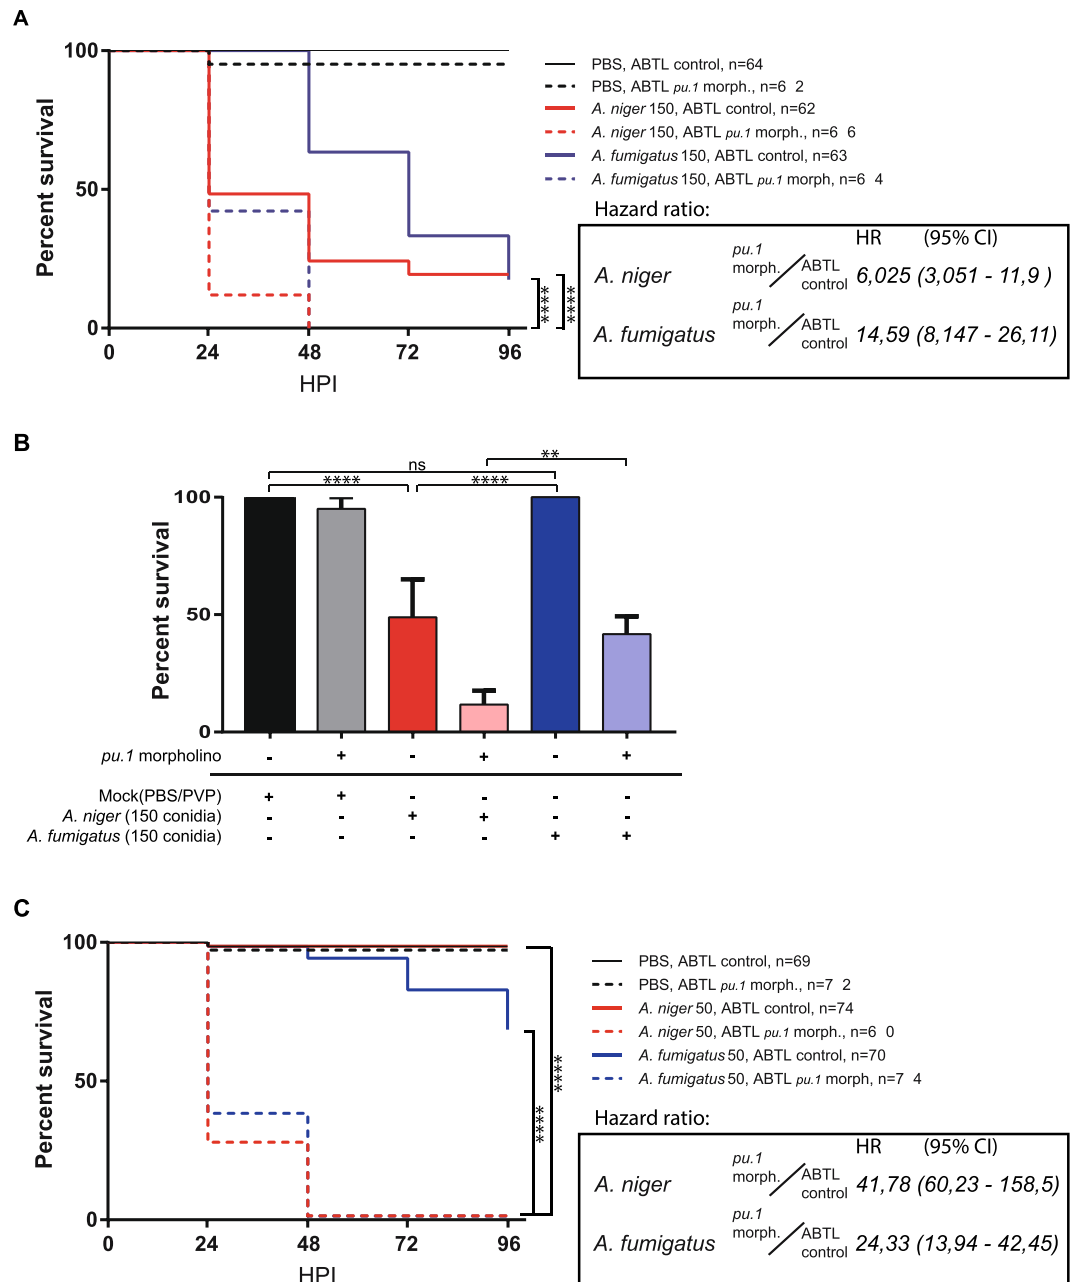 A
100
50
0
Percent survival
0 24 48 72 96
HPI
****
****
PBS, ABTL control, n=64
PBS, ABTL pu.1 morph., n=6 2
A. niger 150, ABTL control, n=62
A. niger 150, ABTL pu.1 morph., n=6 6
A. fumigatus 150, ABTL control, n=63
A. fumigatus 150, ABTL pu.1 morph, n=6 4
Hazard ratio:
HR (95% CI)
A. niger pu.1 morph. / ABTL control 6,025 (3,051 - 11,9 )
A. fumigatus pu.1 morph. / ABTL control 14,59 (8,147 - 26,11)
B
**
ns
**** ****
100
50
0
Percent survival
pu.1 morpholino - + - + - +
Mock(PBS/PVP) + + - - - -
A. niger (150 conidia) - - + + - -
A. fumigatus (150 conidia) - - - - + +
C
100
50
0
Percent survival
0 24 48 72 96
HPI
****
****
PBS, ABTL control, n=69
PBS, ABTL pu.1 morph., n=7 2
A. niger 50, ABTL control, n=74
A. niger 50, ABTL pu.1 morph., n=6 0
A. fumigatus 50, ABTL control, n=70
A. fumigatus 50, ABTL pu.1 morph, n=7 4
Hazard ratio:
HR (95% CI)
A. niger pu.1 morph. / ABTL control 41,78 (60,23 - 158,5)
A. fumigatus pu.1 morph. / ABTL control 24,33 (13,94 - 42,45)